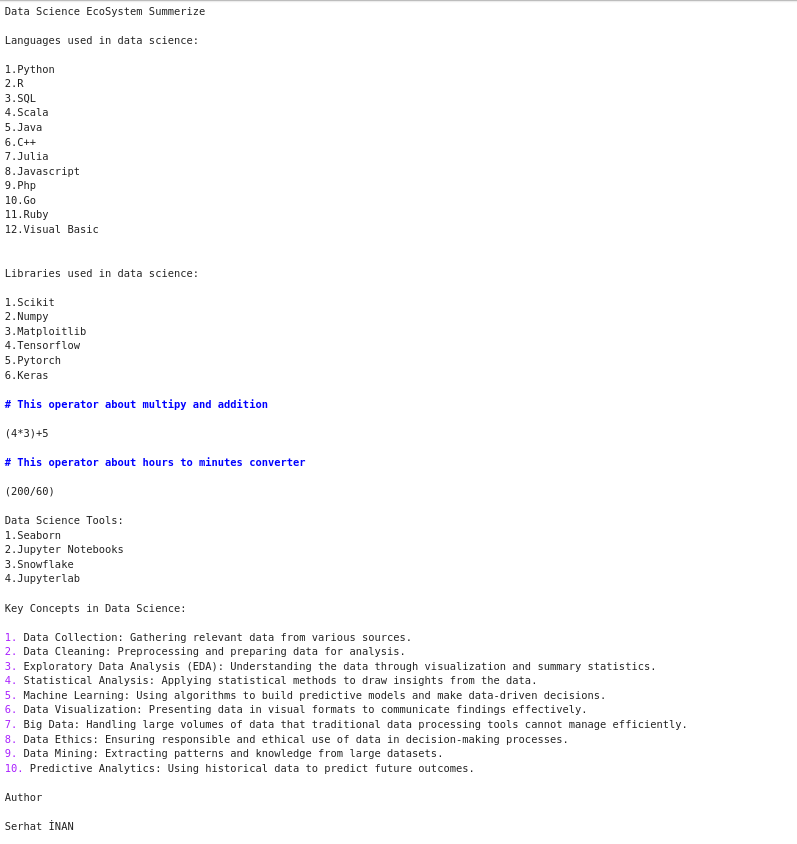 Data Science EcoSystem Summerize
Languages used in data science:
1.Python
2.R
3.SQL
4.Scala
5.Java
6.C++
7.Julia
8.Javascript
9.Php
10.Go
11.Ruby
12.Visual Basic
Libraries used in data science:
1.Scikit
2.Numpy
3.Matploitlib
4.Tensorflow
5.Pytorch
6.Keras
# This operator about multipy and addition
(4*3)+5
# This operator about hours to minutes converter
(200/60)
Data Science Tools:
1.Seaborn
2.Jupyter Notebooks
3.Snowflake
4.Jupyterlab
Key Concepts in Data Science:
1. Data Collection: Gathering relevant data from various sources.
2. Data Cleaning: Preprocessing and preparing data for analysis.
3. Exploratory Data Analysis (EDA): Understanding the data through visualization and summary statistics.
4. Statistical Analysis: Applying statistical methods to draw insights from the data.
5. Machine Learning: Using algorithms to build predictive models and make data-driven decisions.
6. Data Visualization: Presenting data in visual formats to communicate findings effectively.
7. Big Data: Handling large volumes of data that traditional data processing tools cannot manage efficiently.
8. Data Ethics: Ensuring responsible and ethical use of data in decision-making processes.
9. Data Mining: Extracting patterns and knowledge from large datasets.
10. Predictive Analytics: Using historical data to predict future outcomes.
Author
Serhat İNAN